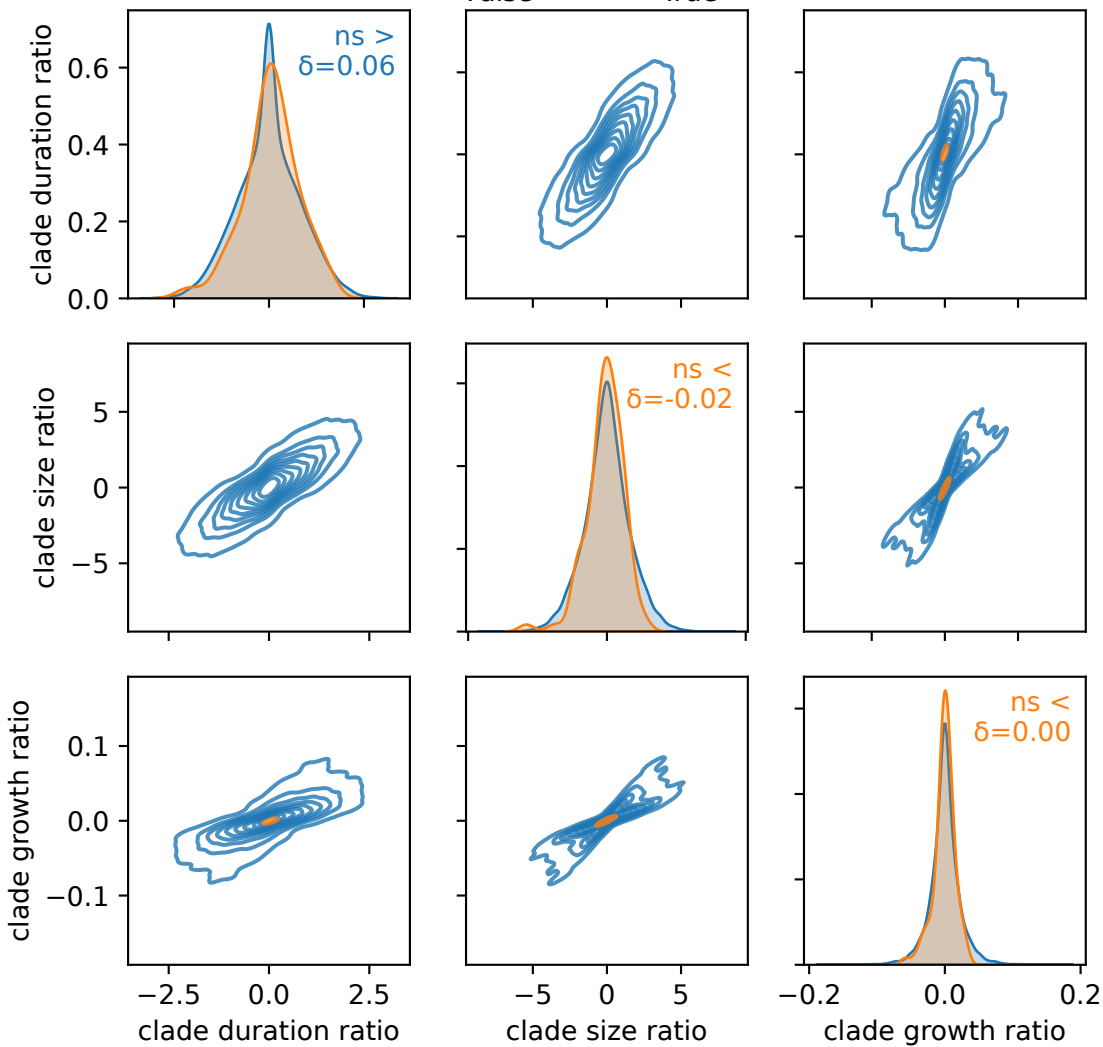 ns >
δ=0.06
clade duration ratio
0.6
0.4
0.2
0.0
ns <
δ=-0.02
clade size ratio
5
0
−5
ns <
δ=0.00
clade growth ratio
0.1
0.0
−0.1
−2.5 0.0 2.5
−5 0 5
−0.2 0.0 0.2
clade duration ratio
clade size ratio
clade growth ratio